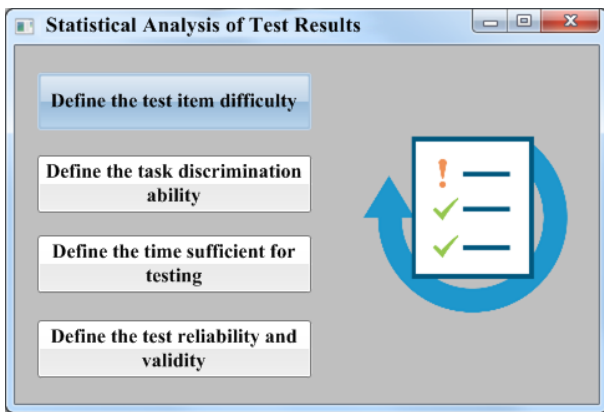 Statistical Analysis of Test Results
Define the test item difficulty
Define the task discrimination
ability
Define the time sufficient for
testing
Define the test reliability and
validity